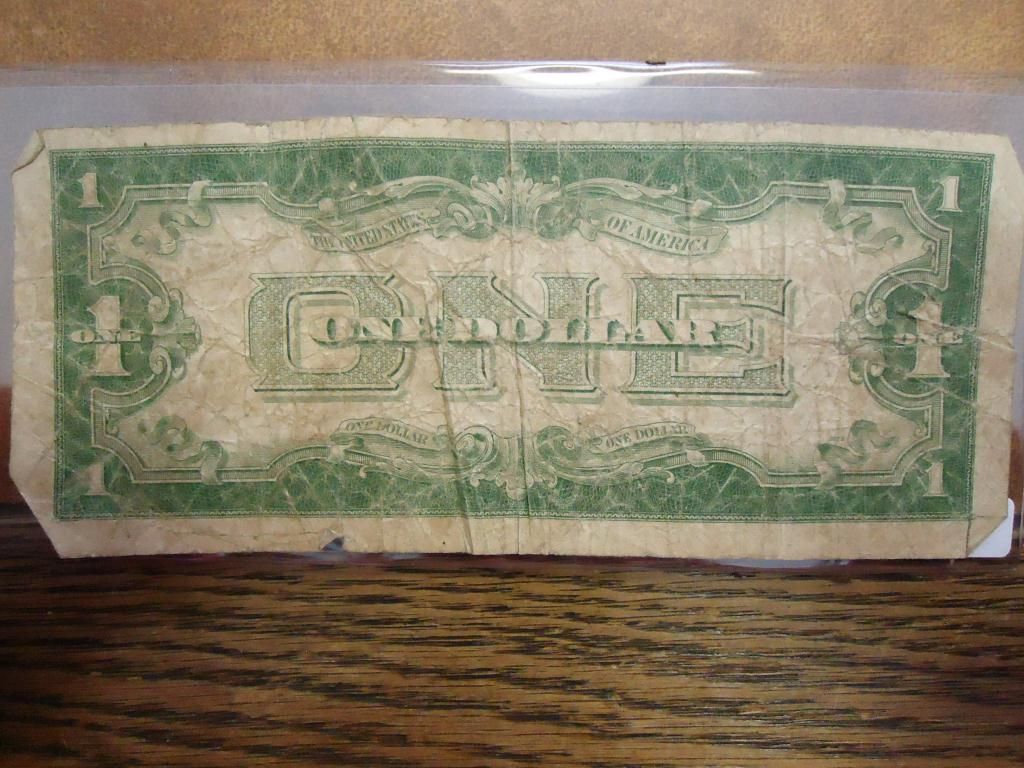 1 1
THE UNITED STATES OF AMERICA
ONE
ONE DOLLAR
1 ONE 1 ONE
ONE DOLLAR ONE DOLLAR
1 1